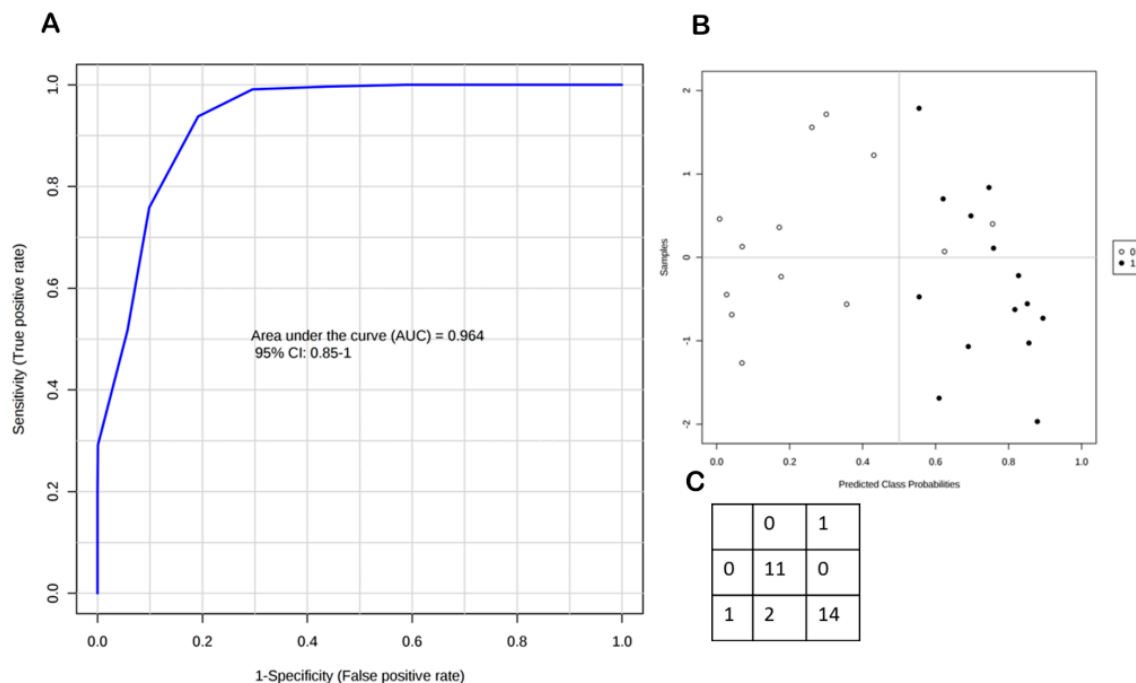 A
Sensitivity (True positive rate)
1.0
0.8
0.6
0.4
0.2
0.0
Area under the curve (AUC) = 0.964
95% CI: 0.85-1
0.0 0.2 0.4 0.6 0.8 1.0
1-Specificity (False positive rate)
B
Samples
2
1
0
-1
-2
0
1
0.0 0.2 0.4 0.6 0.8 1.0
Predicted Class Probabilities
C
0 1
0 11 0
1 2 14